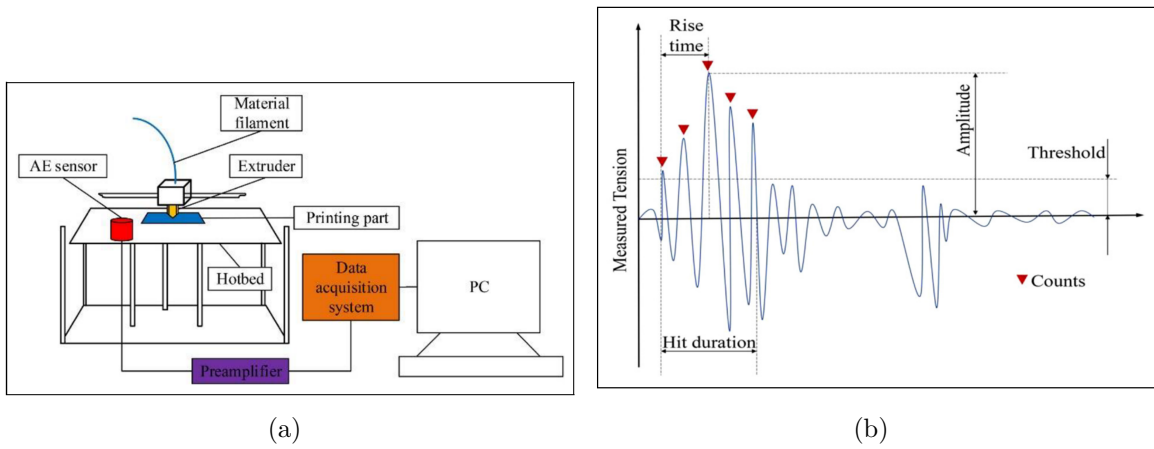 Material
filament
AE sensor
Extruder
Printing part
Hotbed
Data
acquisition
system
PC
Preamplifier
(a)
Rise
time
Amplitude
Threshold
Measured Tension
Counts
Hit duration
(b)